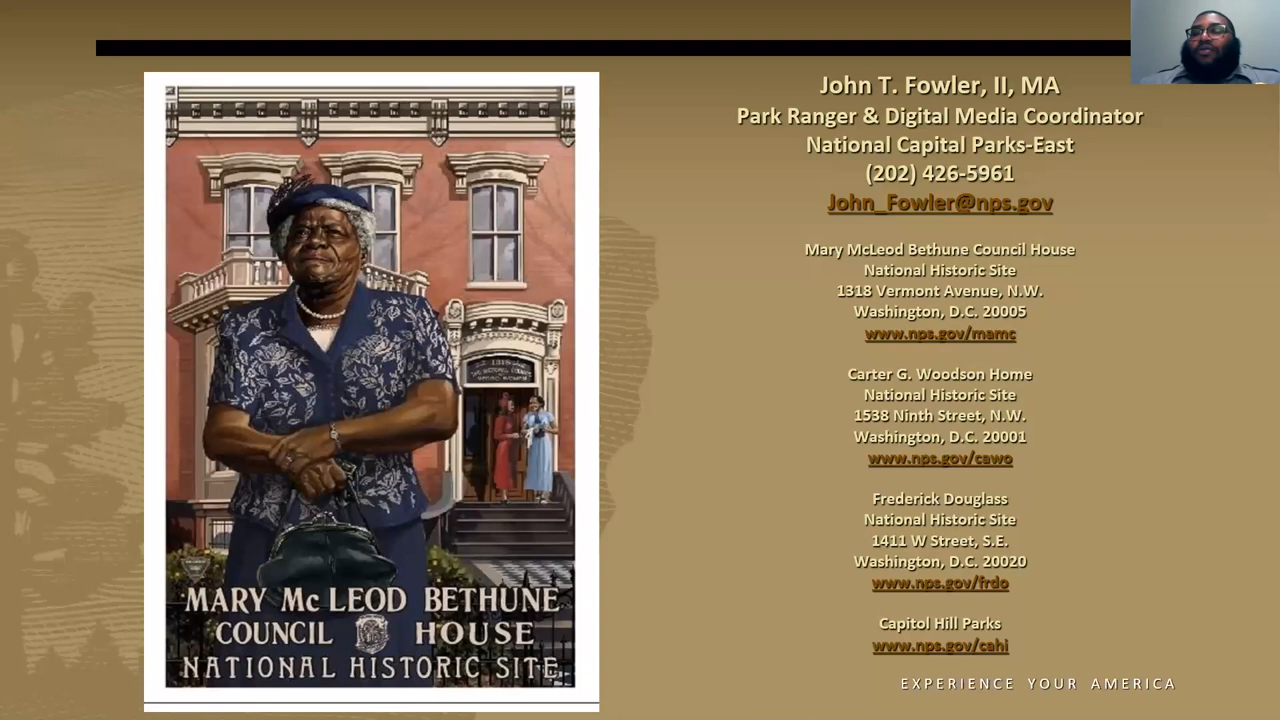 John T. Fowler, II, MA
Park Ranger & Digital Media Coordinator
National Capital Parks-East
(202) 426-5961
John_Fowler@nps.gov
Mary McLeod Bethune Council House
National Historic Site
1318 Vermont Avenue, N.W.
Washington, D.C. 20005
www.nps.gov/mamc
Carter G. Woodson Home
National Historic Site
1538 Ninth Street, N.W.
Washington, D.C. 20001
www.nps.gov/cawo
Frederick Douglass
National Historic Site
1411 W Street, S.E.
Washington, D.C. 20020
www.nps.gov/frdo
Capitol Hill Parks
www.nps.gov/cahi
EXPERIENCE YOUR AMERICA
1318
MARY McLEOD BETHUNE
COUNCIL HOUSE
NATIONAL HISTORIC SITE